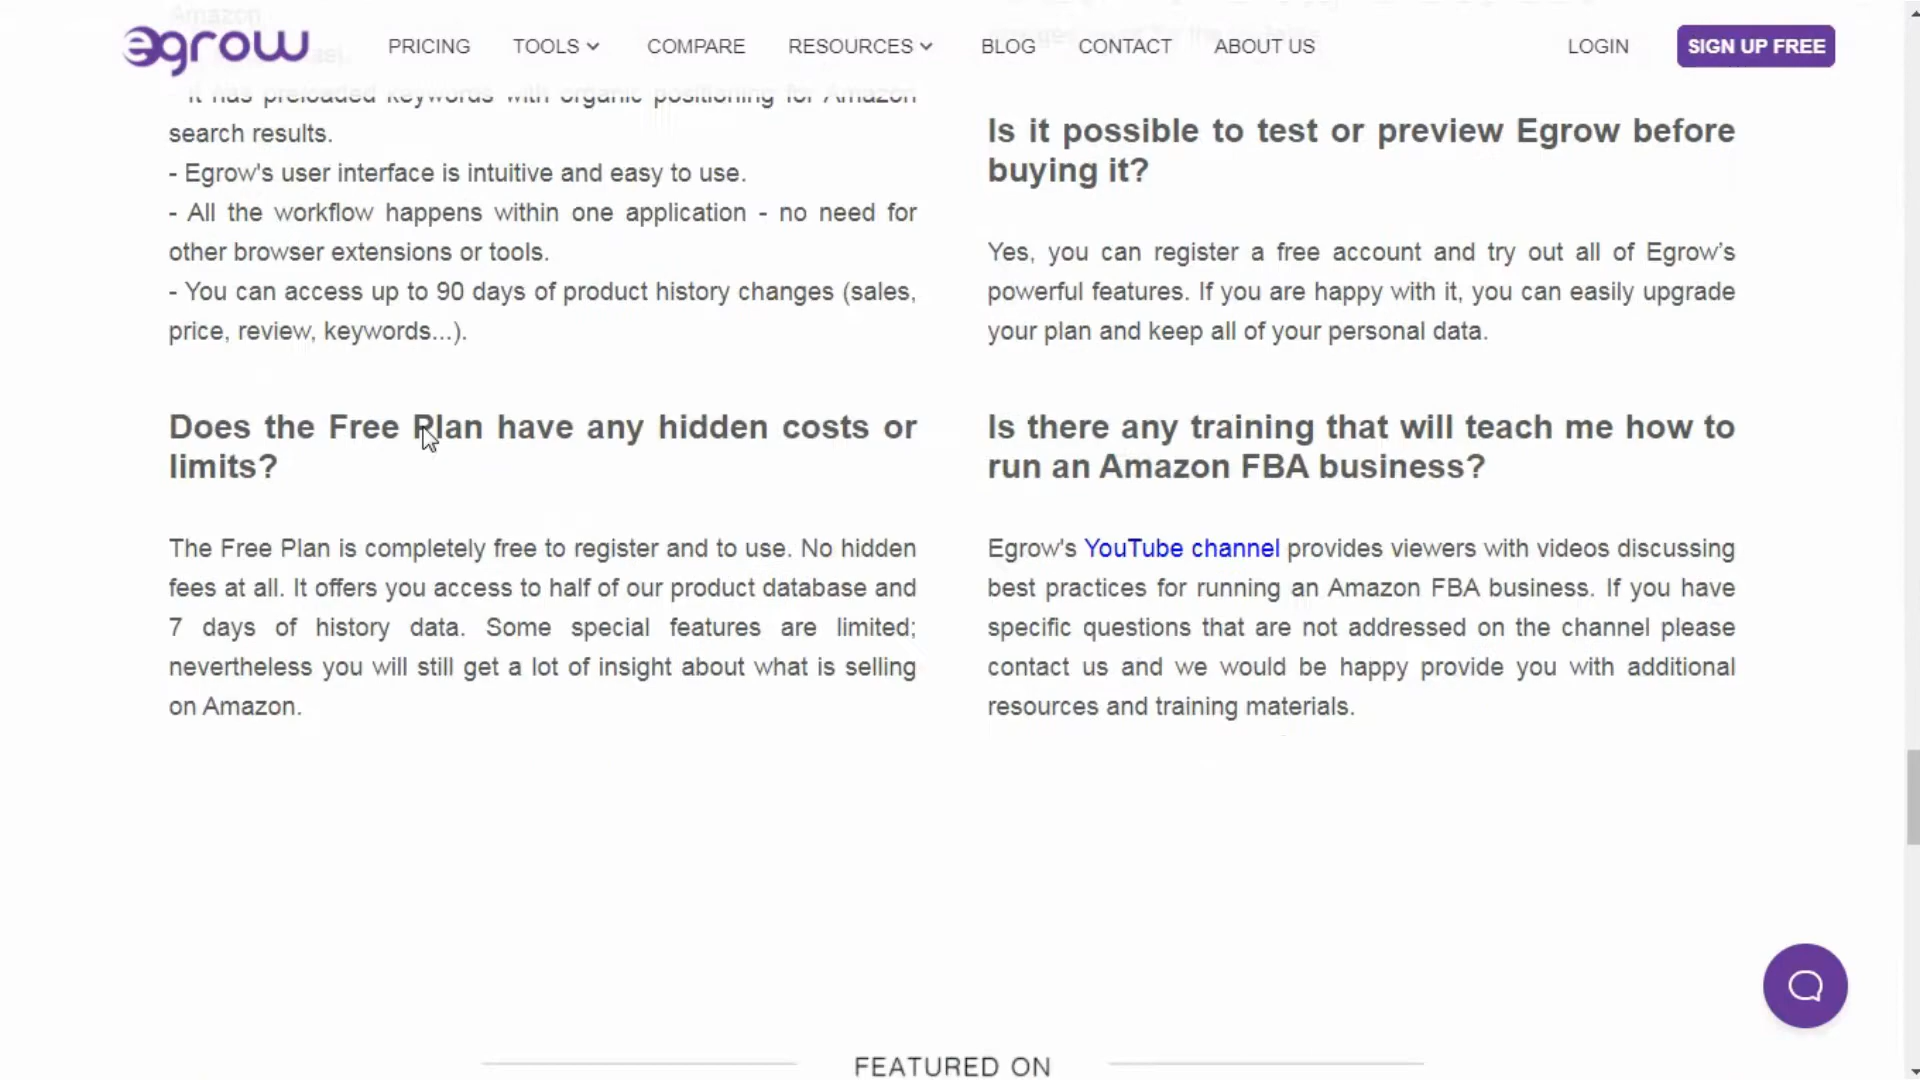 Amazon
egrow
PRICING
TOOLS
COMPARE
RESOURCES
BLOG
CONTACT
ABOUT US
LOGIN
SIGN UP FREE
- It has preloaded keywords with organic positioning for Amazon
search results.
- Egrow's user interface is intuitive and easy to use.
- All the workflow happens within one application - no need for
other browser extensions or tools.
- You can access up to 90 days of product history changes (sales,
price, review, keywords...).
Does the Free Plan have any hidden costs or
limits?
The Free Plan is completely free to register and to use. No hidden
fees at all. It offers you access to half of our product database and
7 days of history data. Some special features are limited;
nevertheless you will still get a lot of insight about what is selling
on Amazon.
Is it possible to test or preview Egrow before
buying it?
Yes, you can register a free account and try out all of Egrow’s
powerful features. If you are happy with it, you can easily upgrade
your plan and keep all of your personal data.
Is there any training that will teach me how to
run an Amazon FBA business?
Egrow's YouTube channel provides viewers with videos discussing
best practices for running an Amazon FBA business. If you have
specific questions that are not addressed on the channel please
contact us and we would be happy provide you with additional
resources and training materials.
FEATURED ON